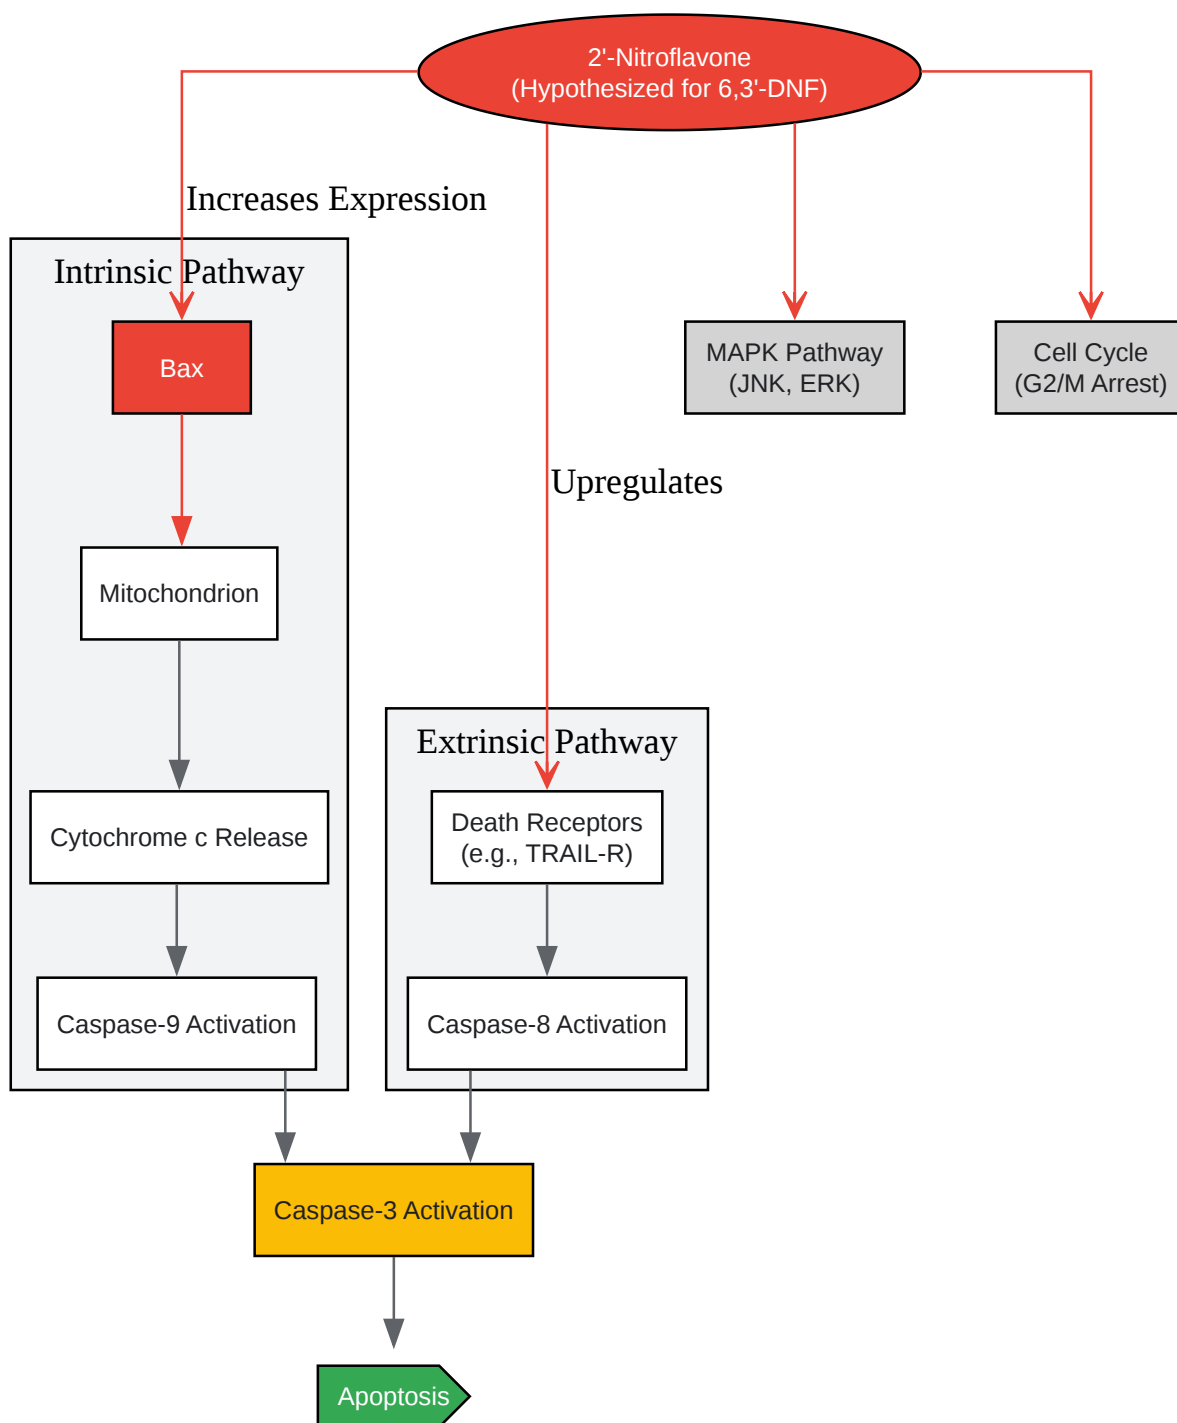 2'-Nitroflavone
(Hypothesized for 6,3'-DNF)
Increases Expression
Intrinsic Pathway
Bax
MAPK Pathway
(JNK, ERK)
Cell Cycle
(G2/M Arrest)
Upregulates
Mitochondrion
Extrinsic Pathway
Cytochrome c Release
Death Receptors
(e.g., TRAIL-R)
Caspase-9 Activation
Caspase-8 Activation
Caspase-3 Activation
Apoptosis